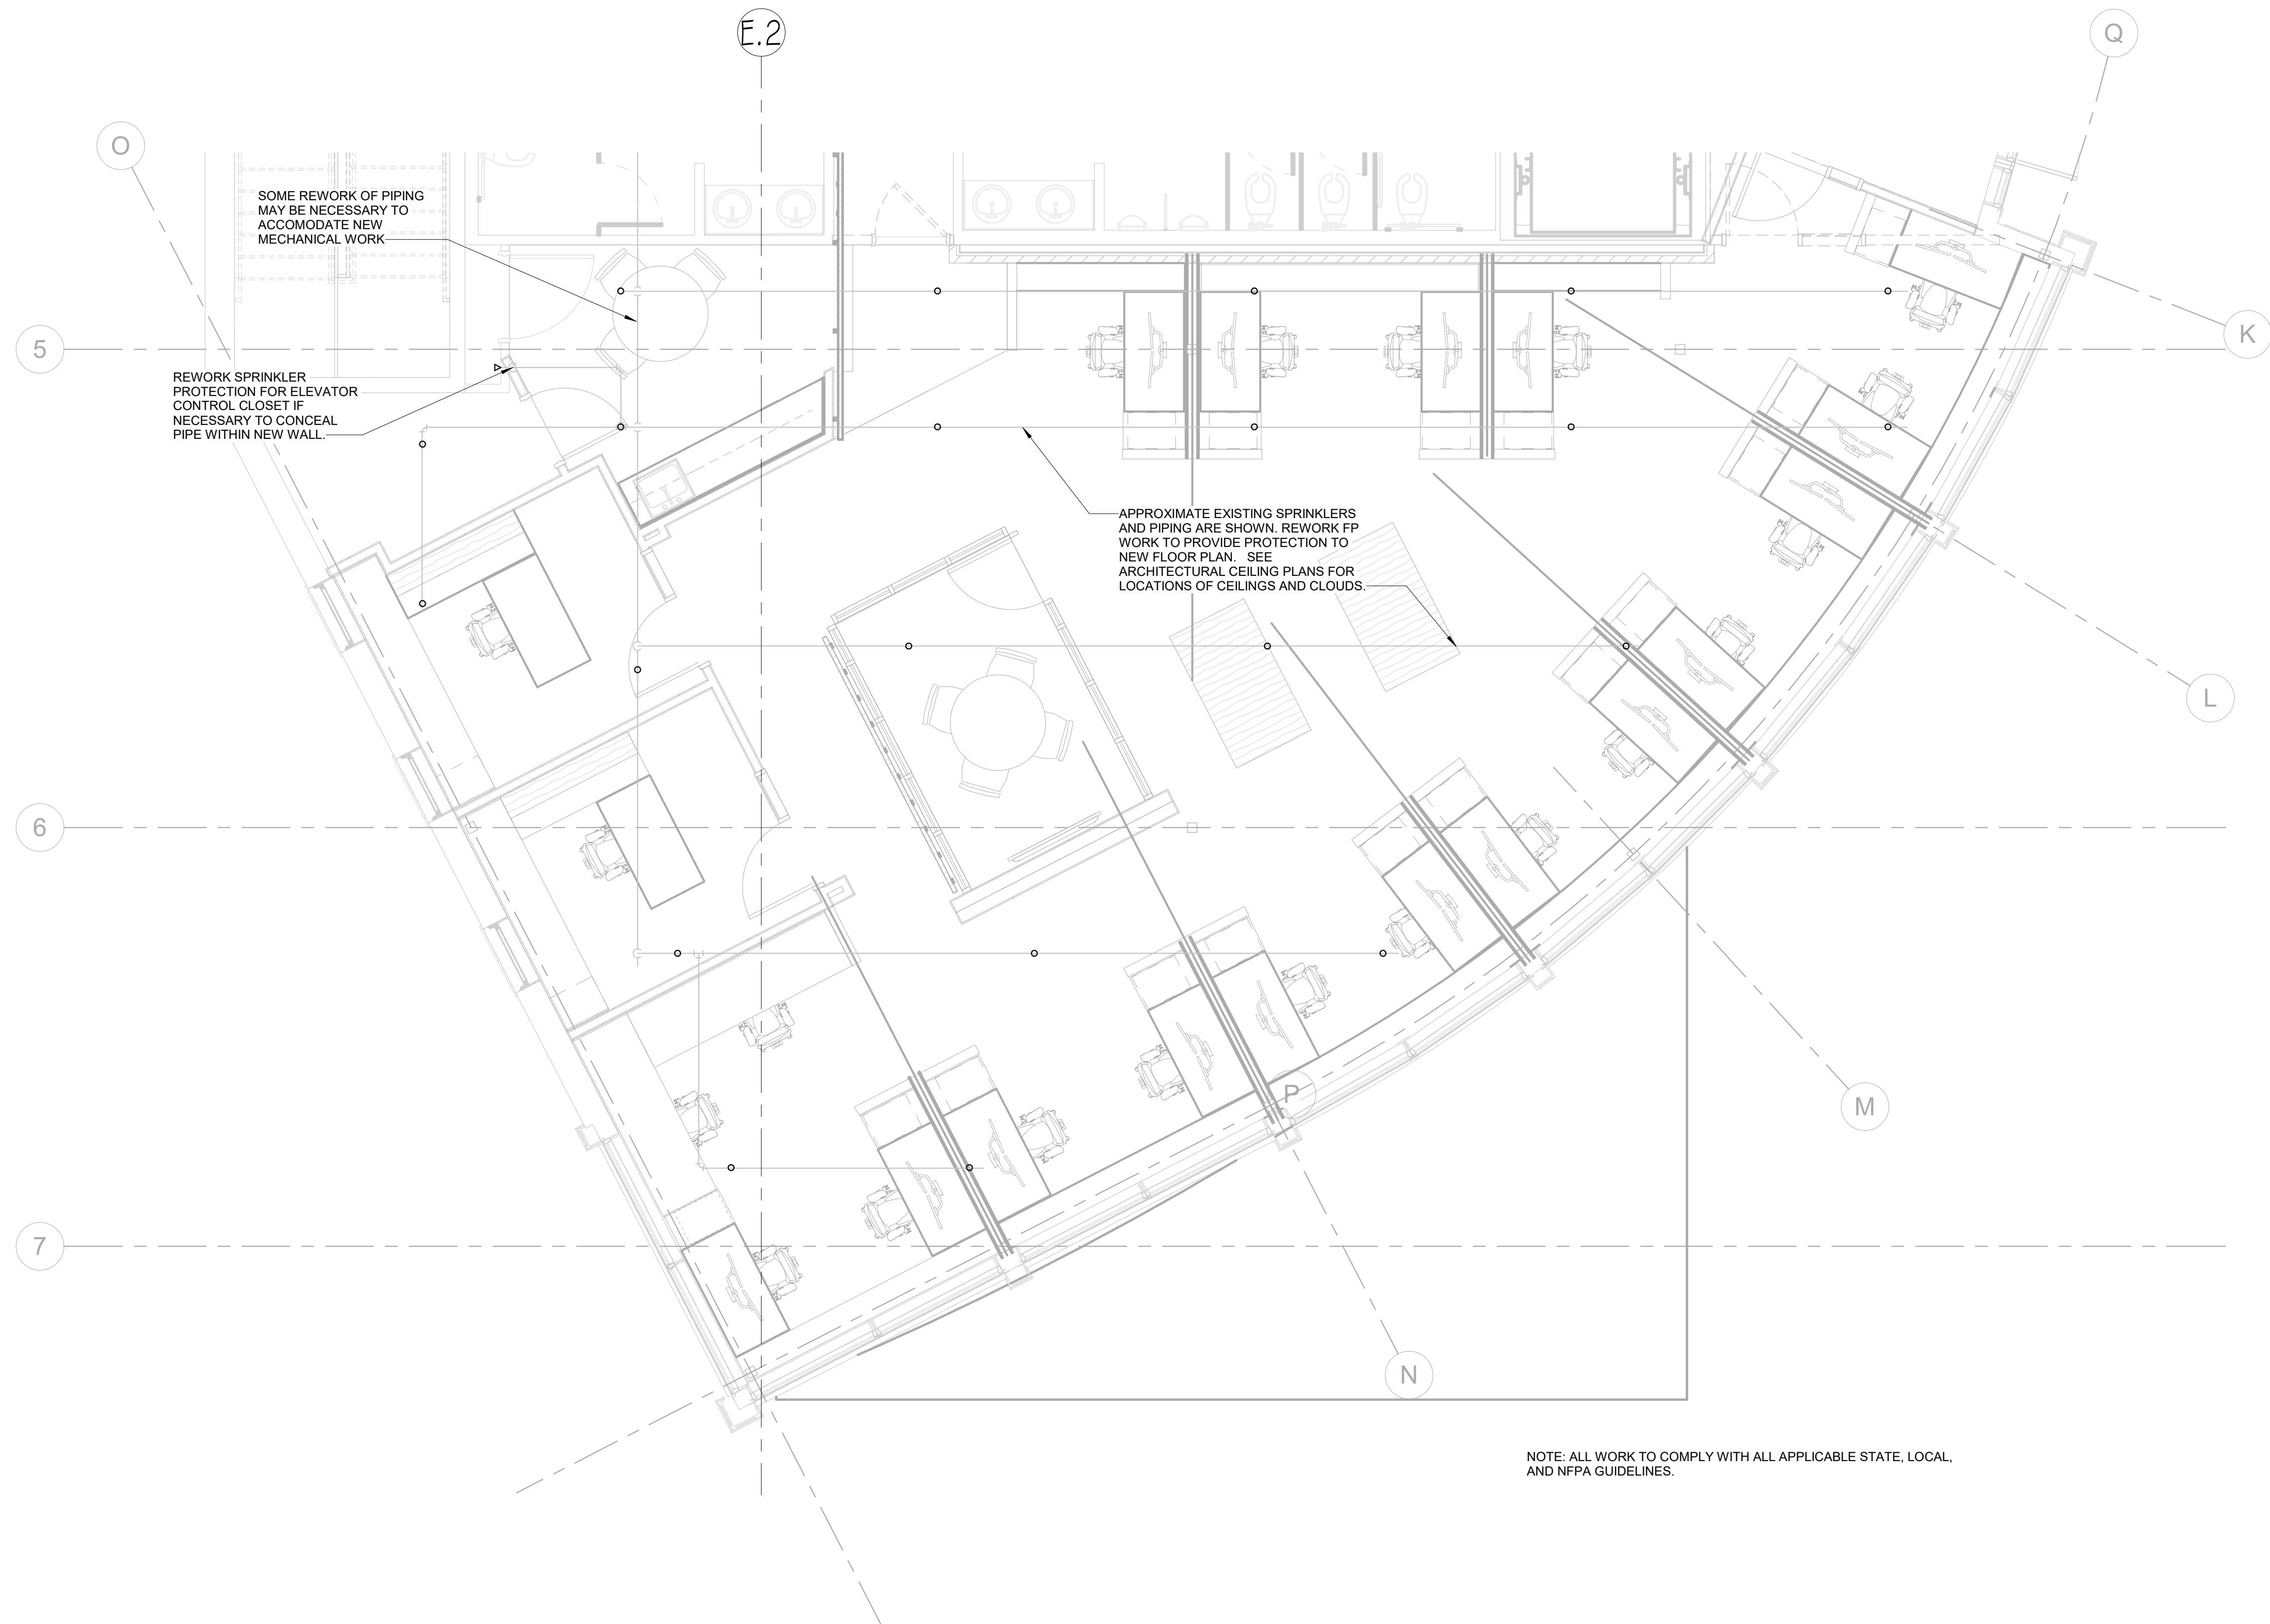 E.2
Q
O
SOME REWORK OF PIPING
MAY BE NECESSARY TO
ACCOMODATE NEW
MECHANICAL WORK
5
K
REWORK SPRINKLER
PROTECTION FOR ELEVATOR
CONTROL CLOSET IF
NECESSARY TO CONCEAL
PIPE WITHIN NEW WALL.
APPROXIMATE EXISTING SPRINKLERS
AND PIPING ARE SHOWN. REWORK FP
WORK TO PROVIDE PROTECTION TO
NEW FLOOR PLAN. SEE
ARCHITECTURAL CEILING PLANS FOR
LOCATIONS OF CEILINGS AND CLOUDS.
L
6
P
M
7
N
NOTE: ALL WORK TO COMPLY WITH ALL APPLICABLE STATE, LOCAL,
AND NFPA GUIDELINES.